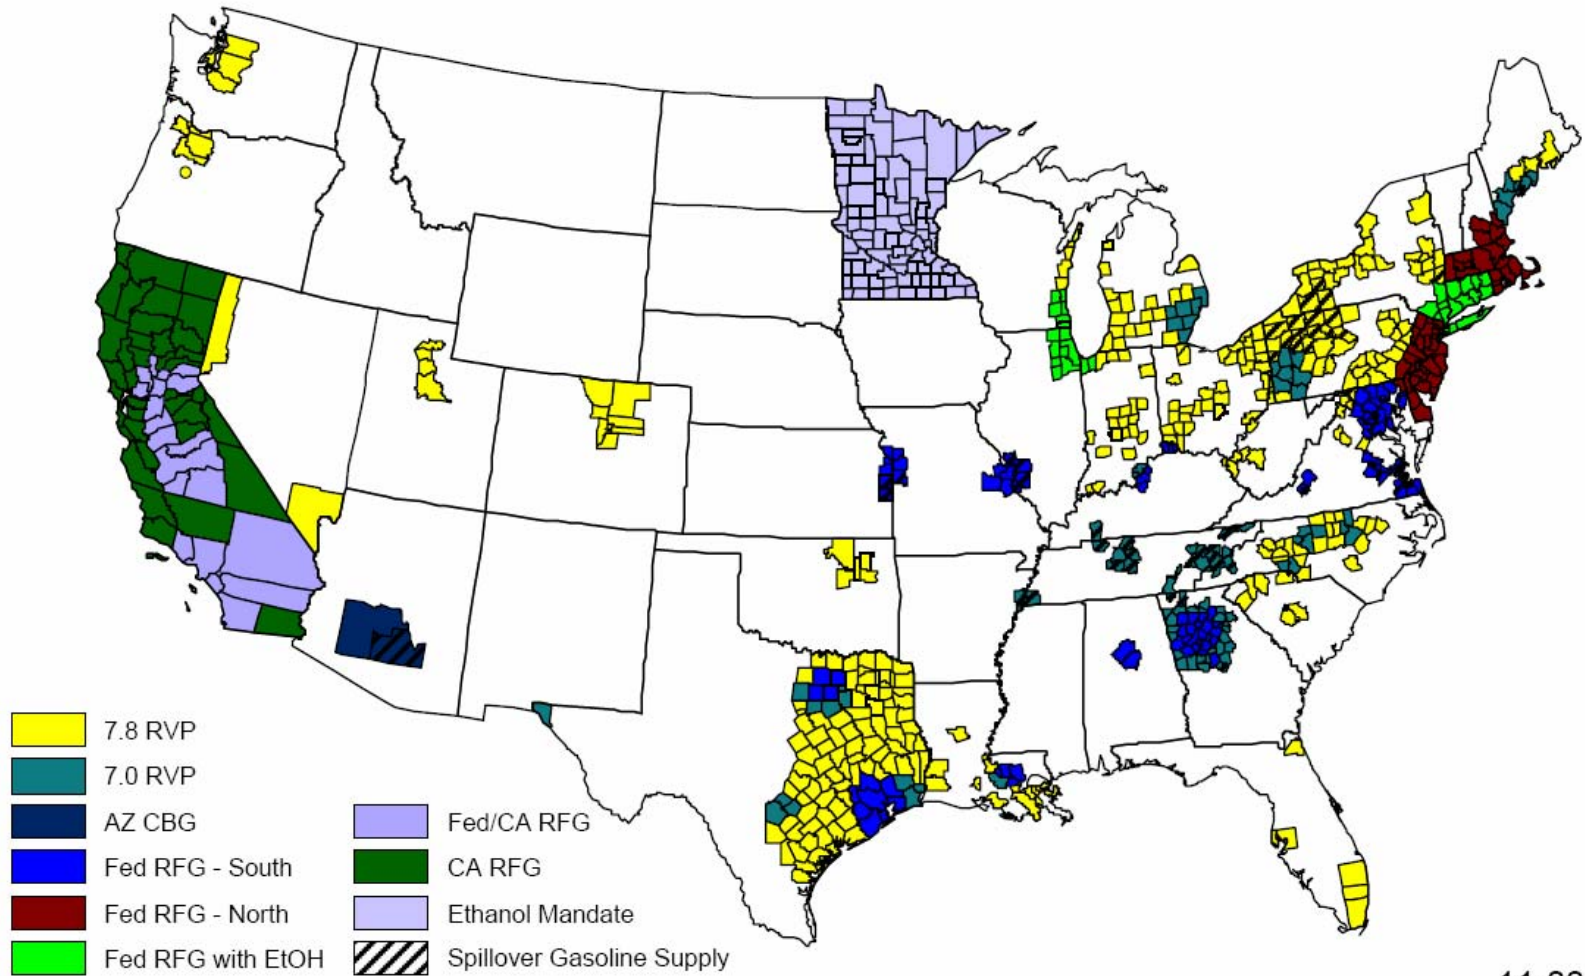 7.8 RVP
7.0 RVP
AZ CBG
Fed RFG - South
Fed RFG - North
Fed RFG with EtOH
Fed/CA RFG
CA RFG
Ethanol Mandate
Spillover Gasoline Supply